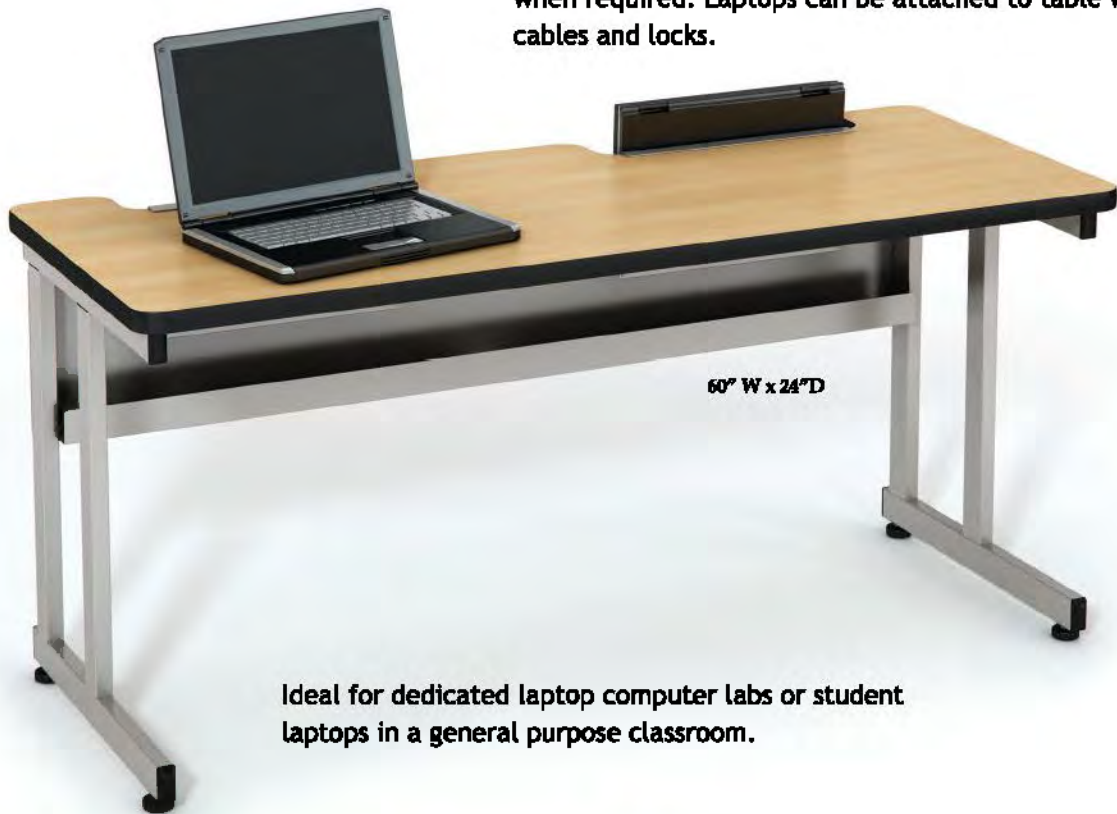 when required. Laptops can be attached to table
cables and locks.
60" W x 24"D
Ideal for dedicated laptop computer labs or student
laptops in a general purpose classroom.